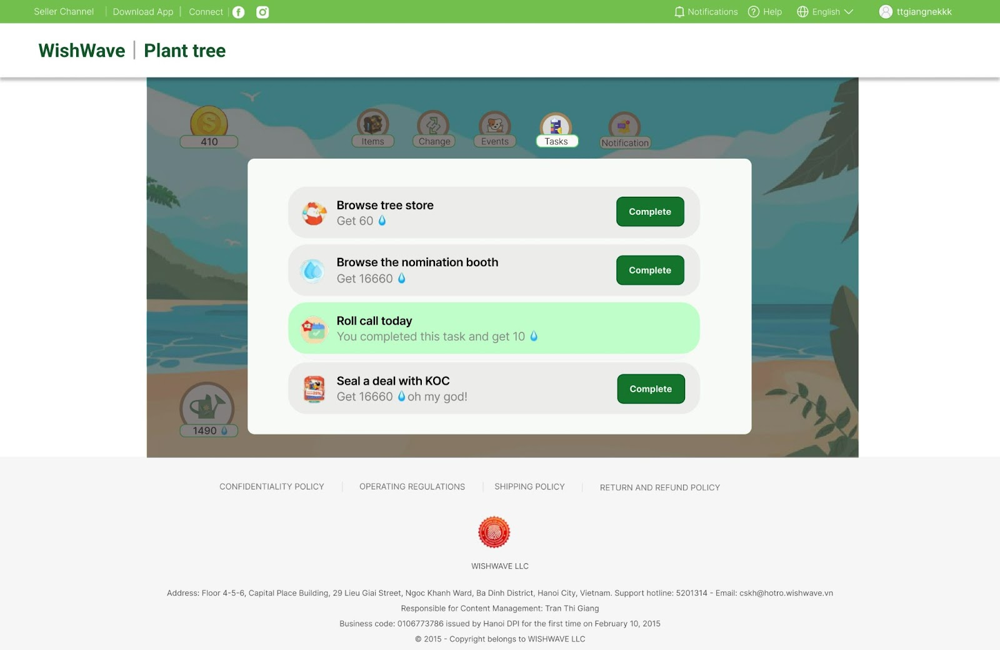 Seller Channel | Download App | Connect | Notifications Help English ttgiangnekkk
WishWave | Plant tree
410
Items Change Events Tasks Notification
Browse tree store
Get 60 💧
Complete
Browse the nomination booth
Get 16660 💧
Complete
Roll call today
You completed this task and get 10 💧
Seal a deal with KOC
Get 16660 💧oh my god!
Complete
1490 💧
CONFIDENTIALITY POLICY | OPERATING REGULATIONS | SHIPPING POLICY | RETURN AND REFUND POLICY
WISHWAVE LLC
Address: Floor 4-5-6, Capital Place Building, 29 Lieu Giai Street, Ngoc Khanh Ward, Ba Dinh District, Hanoi City, Vietnam. Support hotline: 5201314 - Email: cskh@hotro.wishwave.vn
Responsible for Content Management: Tran Thi Giang
Business code: 0106773786 issued by Hanoi DPI for the first time on February 10, 2015
© 2015 - Copyright belongs to WISHWAVE LLC